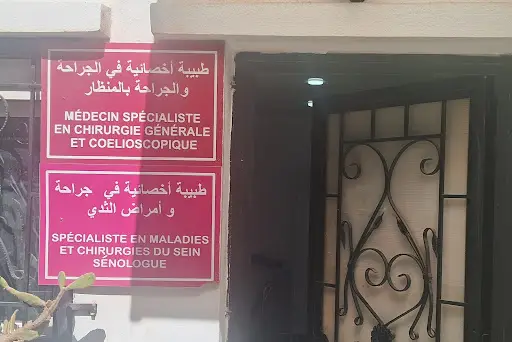 طبيبة أخصائية في الجراحة
و الجراحة بالمنظار
MÉDECIN SPÉCIALISTE
EN CHIRURGIE GÉNÉRALE
ET COELIOSCOPIQUE
طبيبة أخصائية في جراحة
و أمراض الثدي
SPÉCIALISTE EN MALADIES
ET CHIRURGIES DU SEIN
SÉNOLOGUE